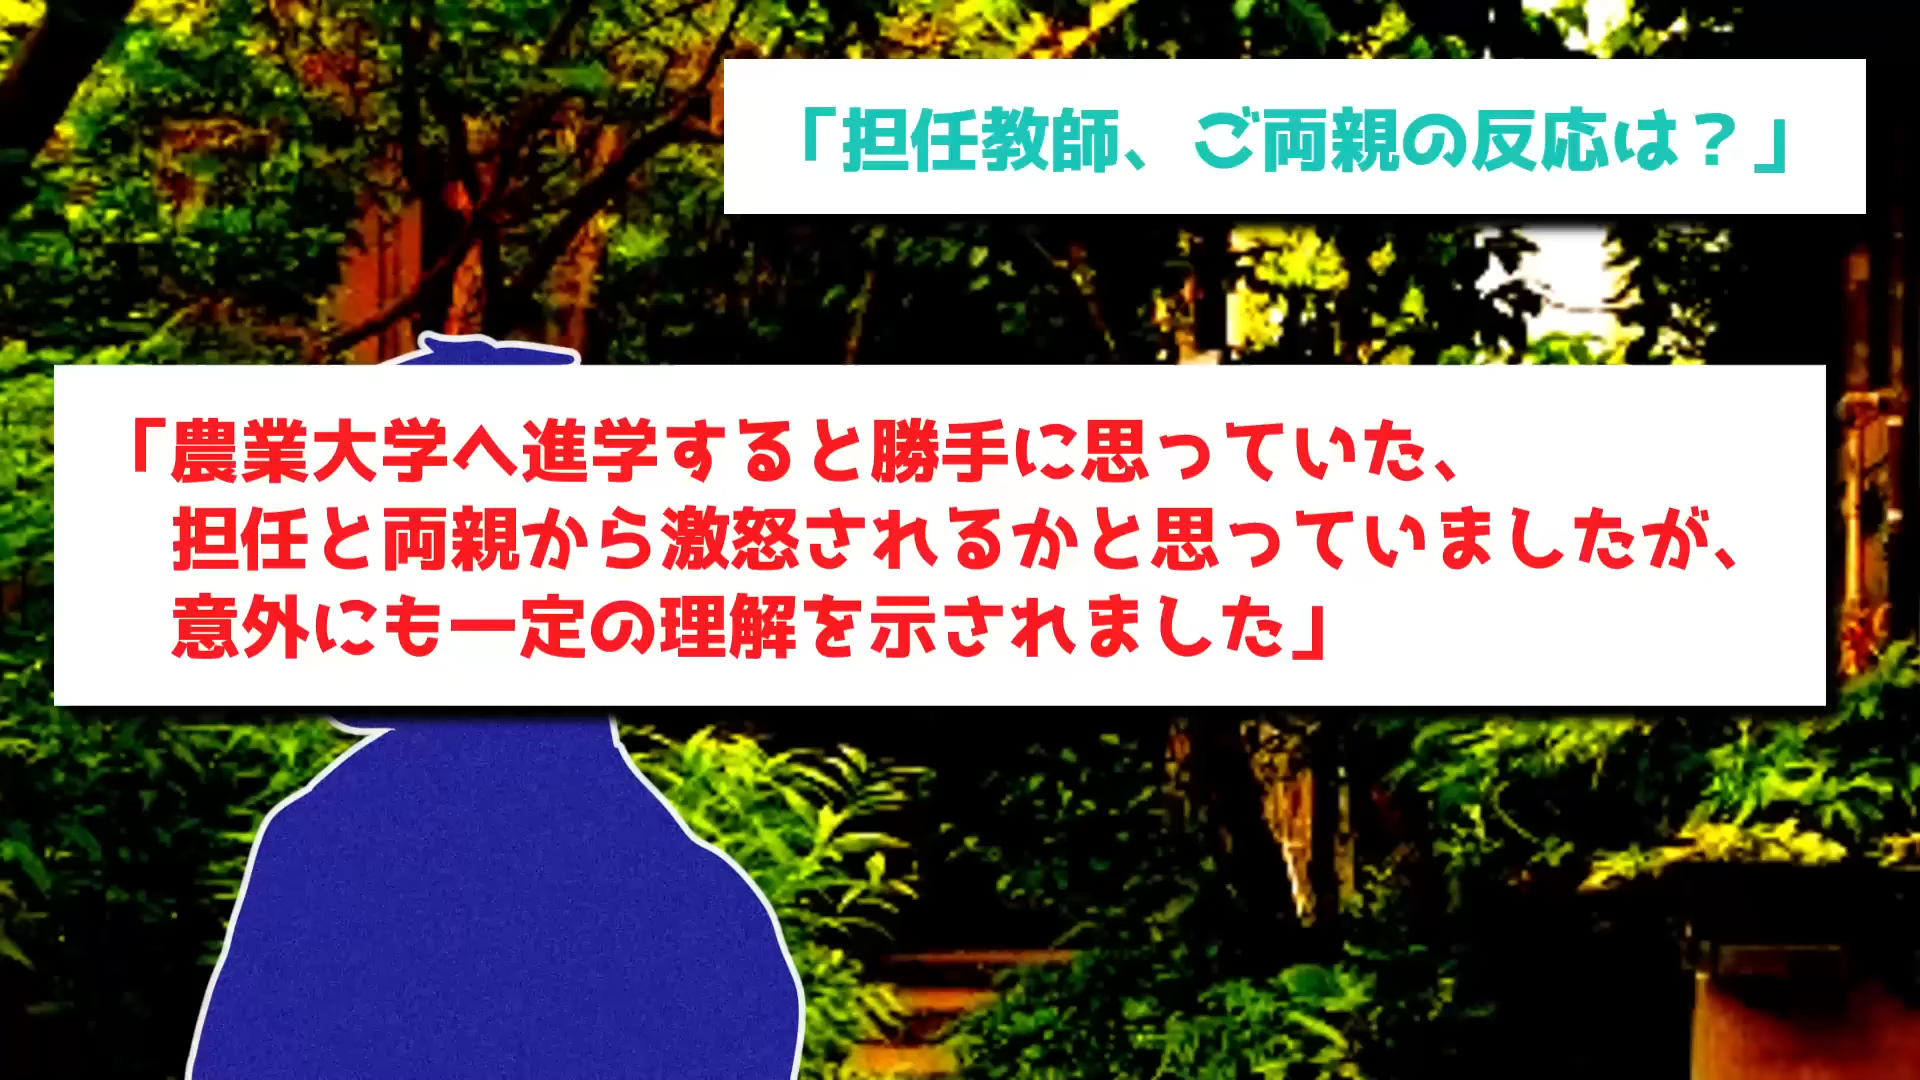 「担任教師、ご両親の反応は？」
「農業大学へ進学すると勝手に思っていた、
担任と両親から激怒されるかと思っていましたが、
意外にも一定の理解を示されました」